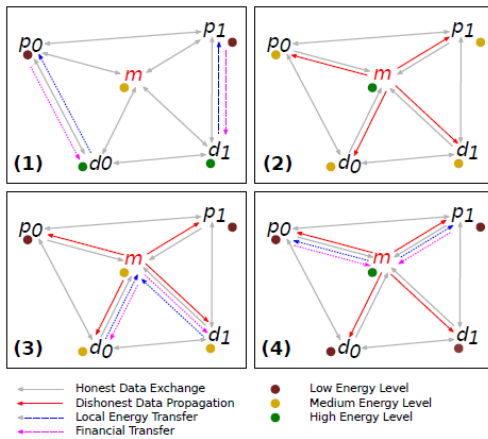 p0 p1
m
(1) d0 d1
p0 p1
m
(2) d0 d1
p0 p1
m
(3) d0 d1
p0 p1
m
(4) d0 d1
Honest Data Exchange Low Energy Level
Dishonest Data Propagation Medium Energy Level
Local Energy Transfer High Energy Level
Financial Transfer